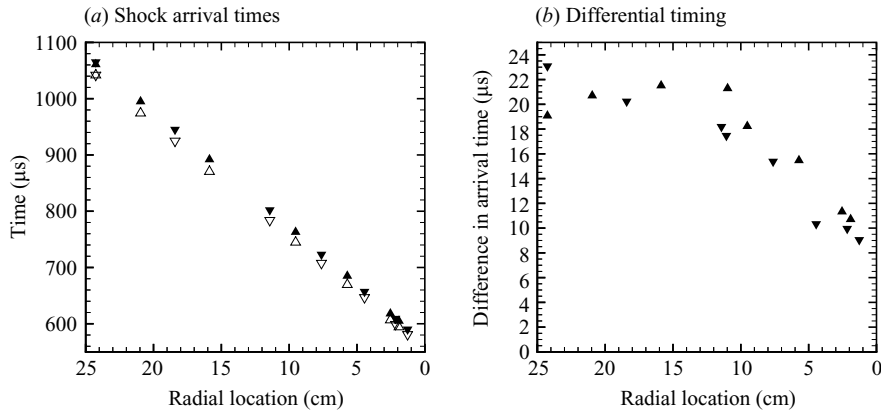 (a) Shock arrival times
1100
1000
900
800
700
600
Time (μs)
25 20 15 10 5 0
Radial location (cm)
(b) Differential timing
24
22
20
18
16
14
12
10
8
6
4
2
0
Difference in arrival time (μs)
25 20 15 10 5 0
Radial location (cm)